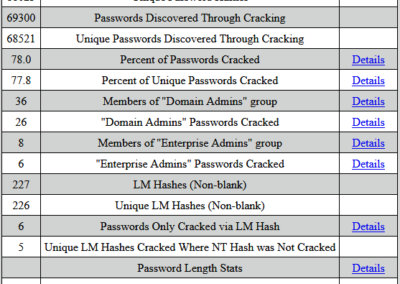 69300 Passwords Discovered Through Cracking
68521 Unique Passwords Discovered Through Cracking
78.0 Percent of Passwords Cracked Details
77.8 Percent of Unique Passwords Cracked Details
36 Members of "Domain Admins" group Details
26 "Domain Admins" Passwords Cracked Details
8 Members of "Enterprise Admins" group Details
6 "Enterprise Admins" Passwords Cracked Details
227 LM Hashes (Non-blank)
226 Unique LM Hashes (Non-blank)
6 Passwords Only Cracked via LM Hash Details
5 Unique LM Hashes Cracked Where NT Hash was Not Cracked
Password Length Stats Details